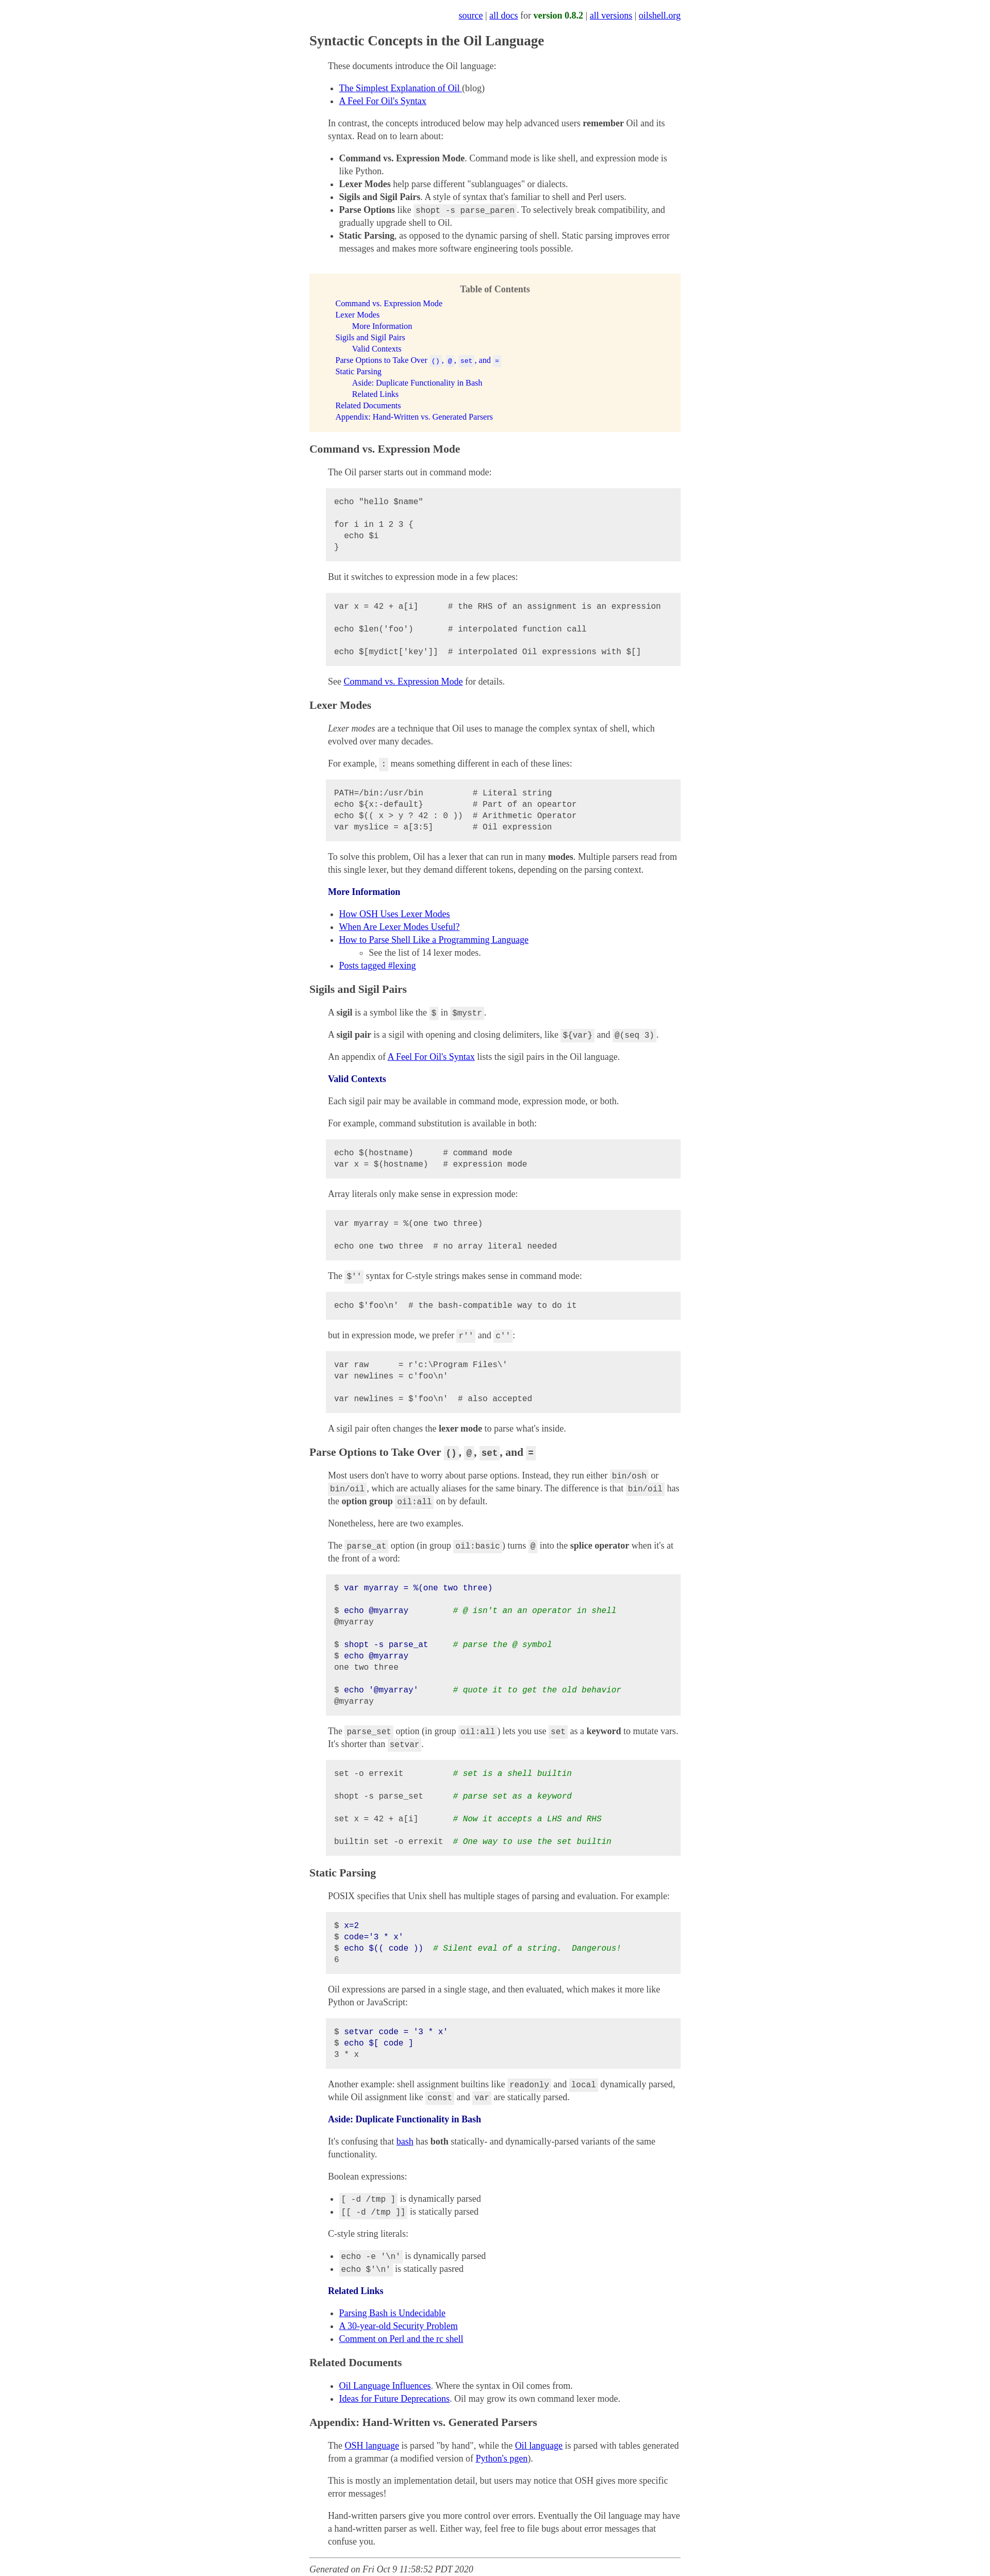 source | all docs for version 0.8.2 | all versions | oilshell.org
Syntactic Concepts in the Oil Language
These documents introduce the Oil language:
The Simplest Explanation of Oil (blog)
A Feel For Oil's Syntax
In contrast, the concepts introduced below may help advanced users remember Oil and its
syntax. Read on to learn about:
Command vs. Expression Mode. Command mode is like shell, and expression mode is
like Python.
Lexer Modes help parse different "sublanguages" or dialects.
Sigils and Sigil Pairs. A style of syntax that's familiar to shell and Perl users.
Parse Options like shopt -s parse_paren. To selectively break compatibility, and
gradually upgrade shell to Oil.
Static Parsing, as opposed to the dynamic parsing of shell. Static parsing improves error
messages and makes more software engineering tools possible.
Table of Contents
Command vs. Expression Mode
Lexer Modes
More Information
Sigils and Sigil Pairs
Valid Contexts
Parse Options to Take Over (), @, set, and =
Static Parsing
Aside: Duplicate Functionality in Bash
Related Links
Related Documents
Appendix: Hand-Written vs. Generated Parsers
Command vs. Expression Mode
The Oil parser starts out in command mode:
echo "hello $name"
for i in 1 2 3 {
  echo $i
}
But it switches to expression mode in a few places:
var x = 42 + a[i]      # the RHS of an assignment is an expression
echo $len('foo')       # interpolated function call
echo $[mydict['key']]  # interpolated Oil expressions with $[]
See Command vs. Expression Mode for details.
Lexer Modes
Lexer modes are a technique that Oil uses to manage the complex syntax of shell, which
evolved over many decades.
For example, : means something different in each of these lines:
PATH=/bin:/usr/bin          # Literal string
echo ${x:-default}          # Part of an opeartor
echo $(( x > y ? 42 : 0 ))  # Arithmetic Operator
var myslice = a[3:5]        # Oil expression
To solve this problem, Oil has a lexer that can run in many modes. Multiple parsers read from
this single lexer, but they demand different tokens, depending on the parsing context.
More Information
How OSH Uses Lexer Modes
When Are Lexer Modes Useful?
How to Parse Shell Like a Programming Language
See the list of 14 lexer modes.
Posts tagged #lexing
Sigils and Sigil Pairs
A sigil is a symbol like the $ in $mystr.
A sigil pair is a sigil with opening and closing delimiters, like ${var} and @(seq 3).
An appendix of A Feel For Oil's Syntax lists the sigil pairs in the Oil language.
Valid Contexts
Each sigil pair may be available in command mode, expression mode, or both.
For example, command substitution is available in both:
echo $(hostname)      # command mode
var x = $(hostname)   # expression mode
Array literals only make sense in expression mode:
var myarray = %(one two three)
echo one two three  # no array literal needed
The $'' syntax for C-style strings makes sense in command mode:
echo $'foo\n'  # the bash-compatible way to do it
but in expression mode, we prefer r'' and c'':
var raw      = r'c:\Program Files\'
var newlines = c'foo\n'
var newlines = $'foo\n'  # also accepted
A sigil pair often changes the lexer mode to parse what's inside.
Parse Options to Take Over (), @, set, and =
Most users don't have to worry about parse options. Instead, they run either bin/osh or
bin/oil, which are actually aliases for the same binary. The difference is that bin/oil has
the option group oil:all on by default.
Nonetheless, here are two examples.
The parse_at option (in group oil:basic) turns @ into the splice operator when it's at
the front of a word:
$ var myarray = %(one two three)
$ echo @myarray         # @ isn't an an operator in shell
@myarray
$ shopt -s parse_at     # parse the @ symbol
$ echo @myarray
one two three
$ echo '@myarray'       # quote it to get the old behavior
@myarray
The parse_set option (in group oil:all) lets you use set as a keyword to mutate vars.
It's shorter than setvar.
set -o errexit          # set is a shell builtin
shopt -s parse_set      # parse set as a keyword
set x = 42 + a[i]       # Now it accepts a LHS and RHS
builtin set -o errexit  # One way to use the set builtin
Static Parsing
POSIX specifies that Unix shell has multiple stages of parsing and evaluation. For example:
$ x=2
$ code='3 * x'
$ echo $(( code ))  # Silent eval of a string.  Dangerous!
6
Oil expressions are parsed in a single stage, and then evaluated, which makes it more like
Python or JavaScript:
$ setvar code = '3 * x'
$ echo $[ code ]
3 * x
Another example: shell assignment builtins like readonly and local dynamically parsed,
while Oil assignment like const and var are statically parsed.
Aside: Duplicate Functionality in Bash
It's confusing that bash has both statically- and dynamically-parsed variants of the same
functionality.
Boolean expressions:
[ -d /tmp ] is dynamically parsed
[[ -d /tmp ]] is statically parsed
C-style string literals:
echo -e '\n' is dynamically parsed
echo $'\n' is statically pasred
Related Links
Parsing Bash is Undecidable
A 30-year-old Security Problem
Comment on Perl and the rc shell
Related Documents
Oil Language Influences. Where the syntax in Oil comes from.
Ideas for Future Deprecations. Oil may grow its own command lexer mode.
Appendix: Hand-Written vs. Generated Parsers
The OSH language is parsed "by hand", while the Oil language is parsed with tables generated
from a grammar (a modified version of Python's pgen).
This is mostly an implementation detail, but users may notice that OSH gives more specific
error messages!
Hand-written parsers give you more control over errors. Eventually the Oil language may have
a hand-written parser as well. Either way, feel free to file bugs about error messages that
confuse you.
Generated on Fri Oct 9 11:58:52 PDT 2020